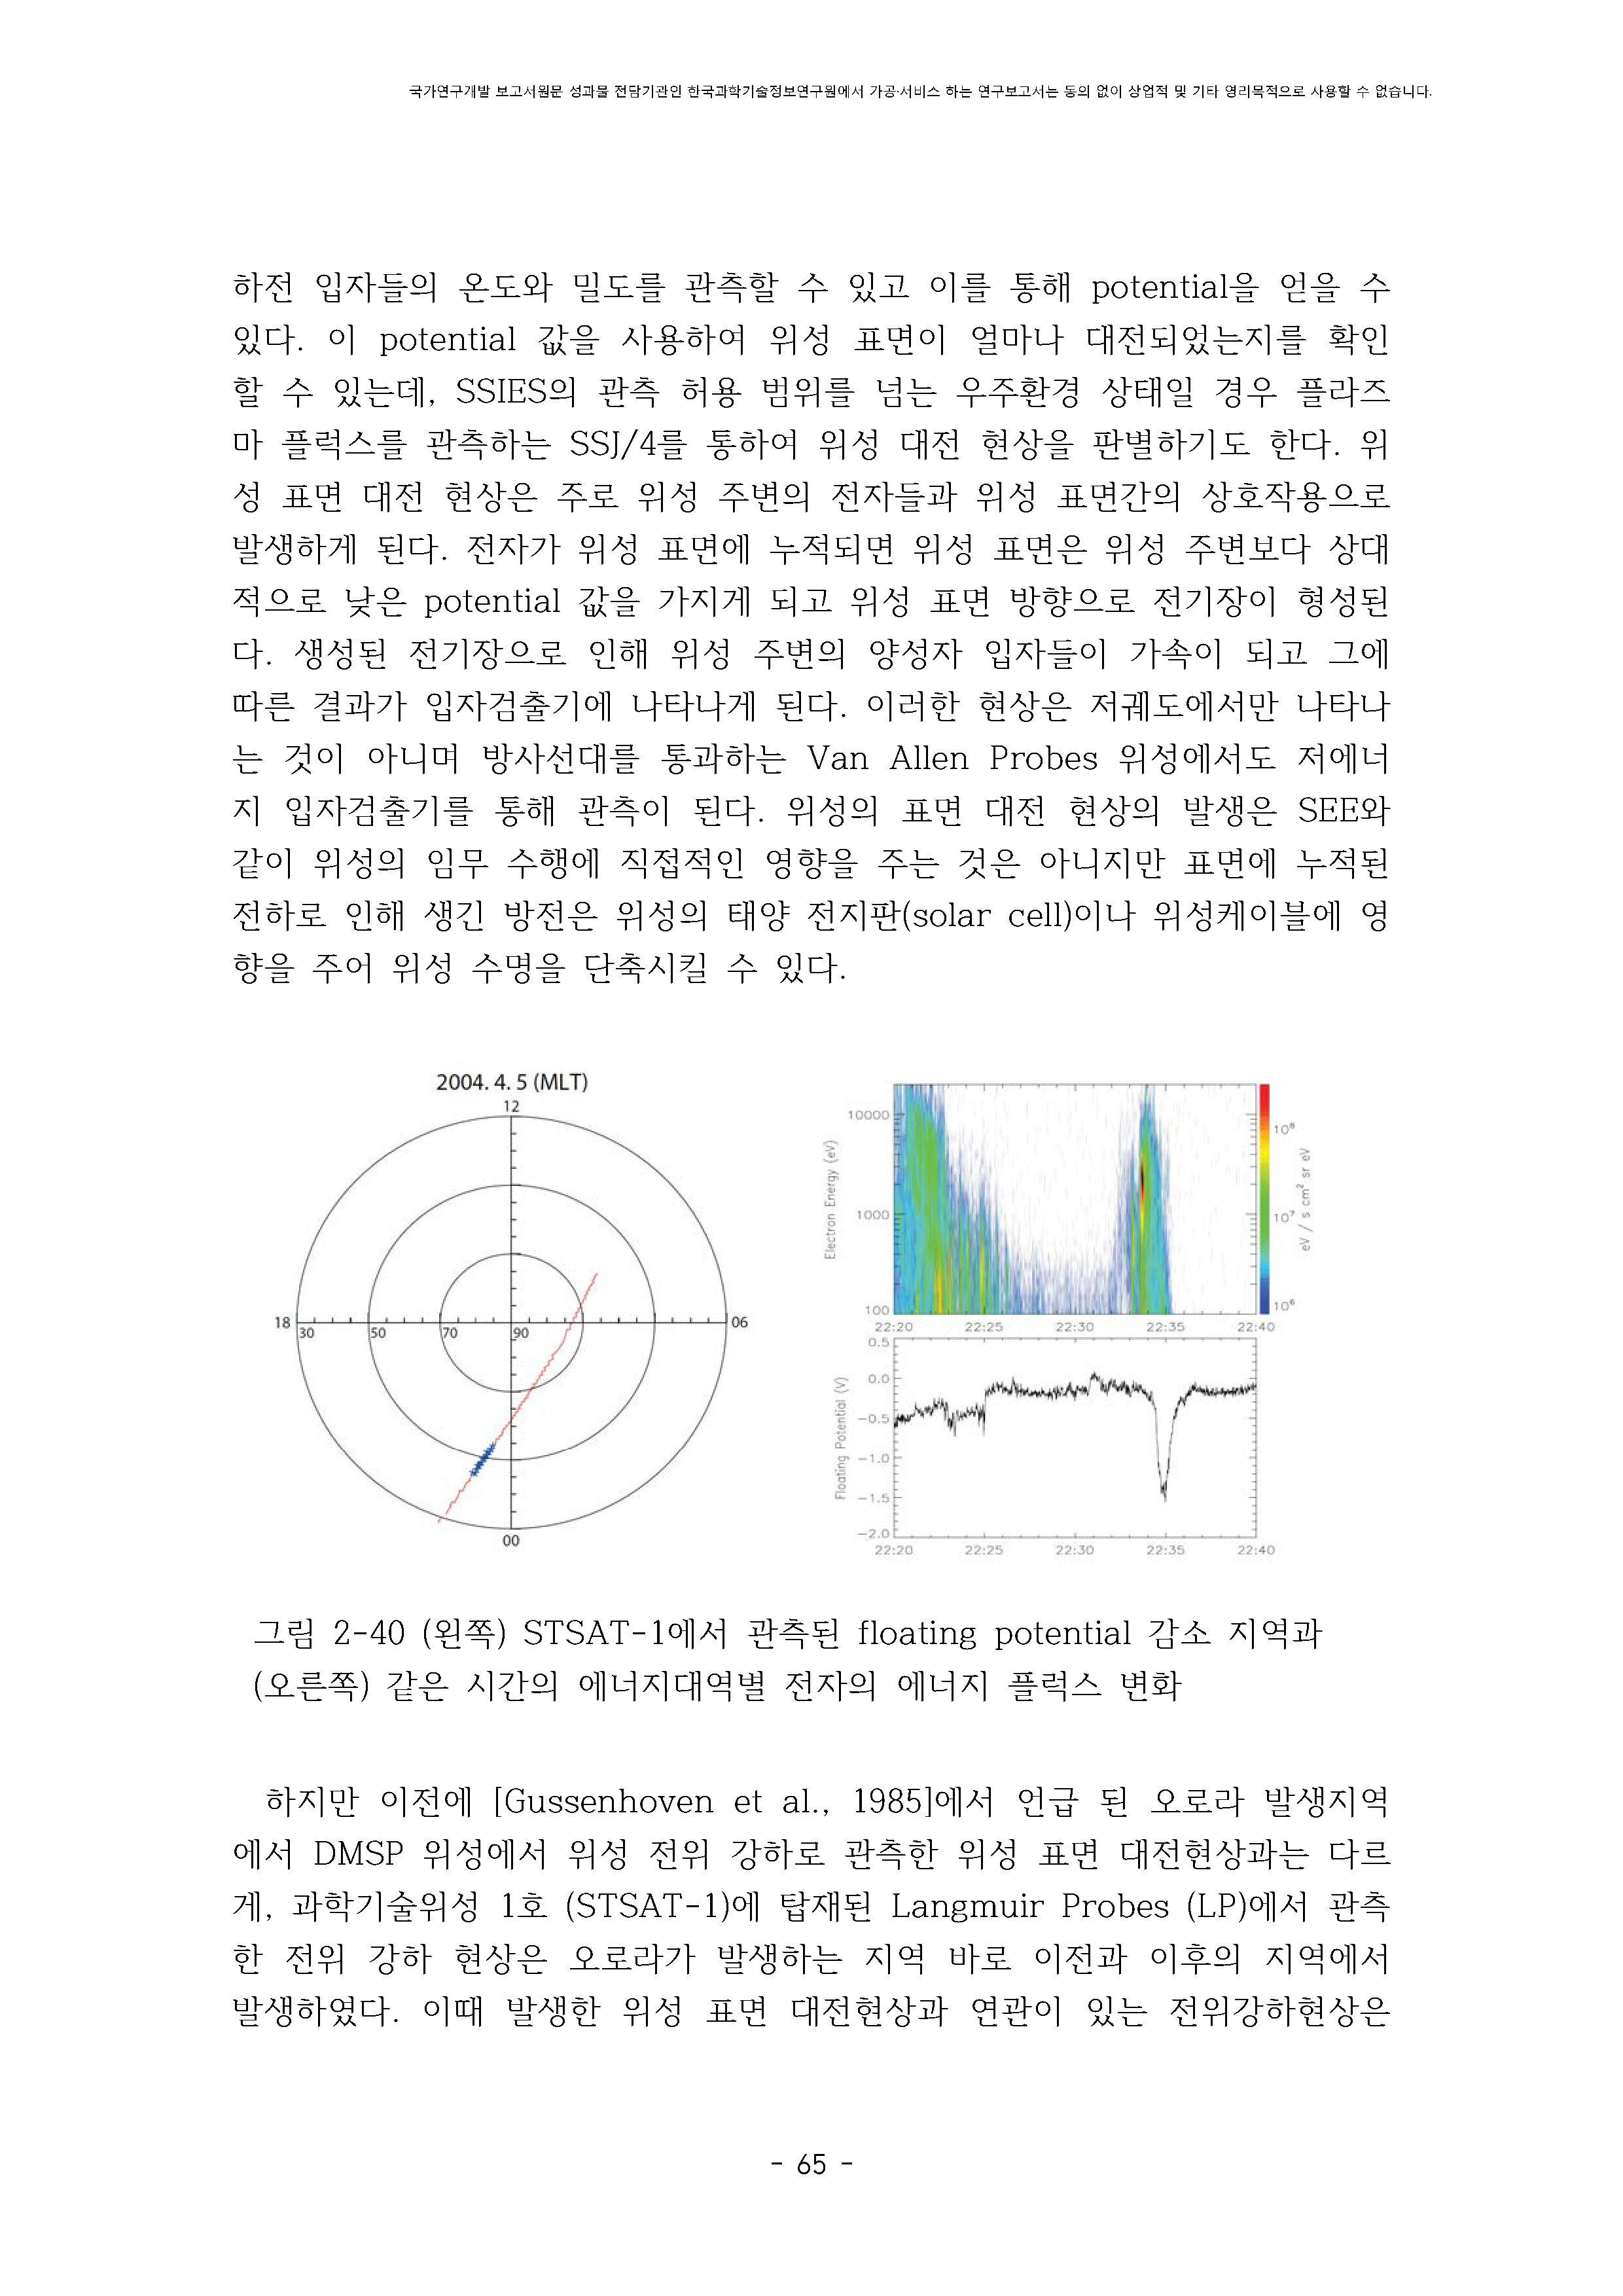 국가연구개발 보고서원문 성과물 전담기관인 한국과학기술정보연구원에서 가공·서비스 하는 연구보고서는 동의 없이 상업적 및 기타 영리목적으로 사용할 수 없습니다.
하전 입자들의 온도와 밀도를 관측할 수 있고 이를 통해 potential을 얻을 수
있다. 이 potential 값을 사용하여 위성 표면이 얼마나 대전되었는지를 확인
할 수 있는데, SSIES의 관측 허용 범위를 넘는 우주환경 상태일 경우 플라즈
마 플럭스를 관측하는 SSJ/4를 통하여 위성 대전 현상을 판별하기도 한다. 위
성 표면 대전 현상은 주로 위성 주변의 전자들과 위성 표면간의 상호작용으로
발생하게 된다. 전자가 위성 표면에 누적되면 위성 표면은 위성 주변보다 상대
적으로 낮은 potential 값을 가지게 되고 위성 표면 방향으로 전기장이 형성된
다. 생성된 전기장으로 인해 위성 주변의 양성자 입자들이 가속이 되고 그에
따른 결과가 입자검출기에 나타나게 된다. 이러한 현상은 저궤도에서만 나타나
는 것이 아니며 방사선대를 통과하는 Van Allen Probes 위성에서도 저에너
지 입자검출기를 통해 관측이 된다. 위성의 표면 대전 현상의 발생은 SEE와
같이 위성의 임무 수행에 직접적인 영향을 주는 것은 아니지만 표면에 누적된
전하로 인해 생긴 방전은 위성의 태양 전지판(solar cell)이나 위성케이블에 영
향을 주어 위성 수명을 단축시킬 수 있다.
2004. 4. 5 (MLT)
12
18
30
50
70
90
06
00
Electron Energy (eV)
10000
1000
100
22:20 22:25 22:30 22:35 22:40
10⁸
10⁷
10⁶
eV / s cm² sr eV
Floating Potential (V)
0.5
0.0
-0.5
-1.0
-1.5
-2.0
22:20 22:25 22:30 22:35 22:40
그림 2-40 (왼쪽) STSAT-1에서 관측된 floating potential 감소 지역과
(오른쪽) 같은 시간의 에너지대역별 전자의 에너지 플럭스 변화
하지만 이전에 [Gussenhoven et al., 1985]에서 언급 된 오로라 발생지역
에서 DMSP 위성에서 위성 전위 강하로 관측한 위성 표면 대전현상과는 다르
게, 과학기술위성 1호 (STSAT-1)에 탑재된 Langmuir Probes (LP)에서 관측
한 전위 강하 현상은 오로라가 발생하는 지역 바로 이전과 이후의 지역에서
발생하였다. 이때 발생한 위성 표면 대전현상과 연관이 있는 전위강하현상은
- 65 -